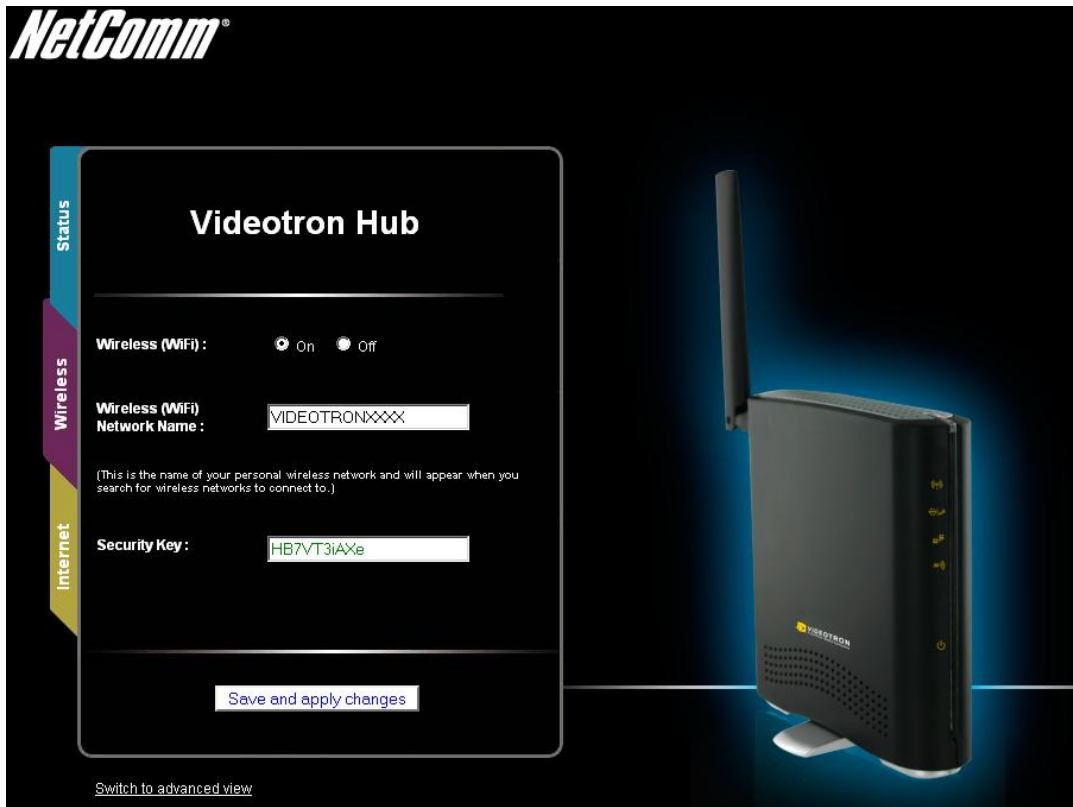 NetComm®
Status
Wireless
Internet
Videotron Hub
Wireless (WiFi) :
On
Off
Wireless (WiFi)
Network Name :
VIDEOTRONXXXX
(This is the name of your personal wireless network and will appear when you
search for wireless networks to connect to.)
Security Key :
HB7VT3iAXe
Save and apply changes
Switch to advanced view
VIDEOTRON